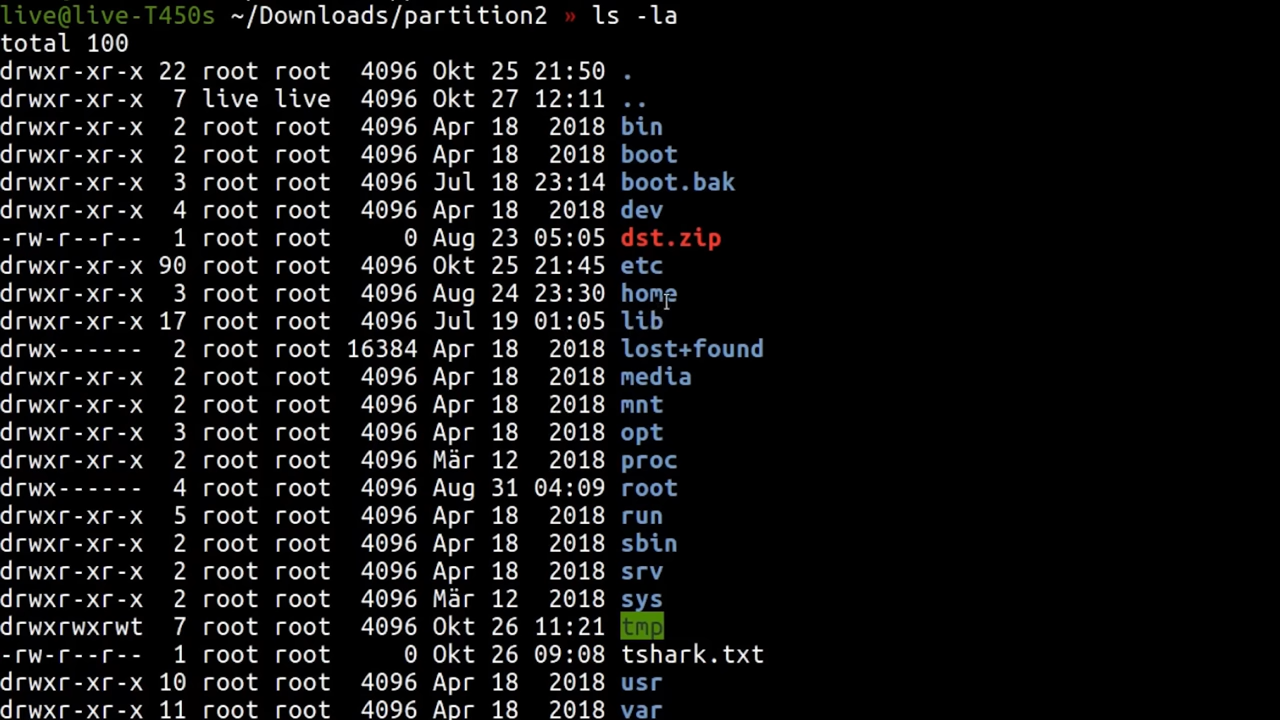 live@live-T450s ~/Downloads/partition2 » ls -la
total 100
drwxr-xr-x 22 root root  4096 Okt 25 21:50 .
drwxr-xr-x  7 live live  4096 Okt 27 12:11 ..
drwxr-xr-x  2 root root  4096 Apr 18  2018 bin
drwxr-xr-x  2 root root  4096 Apr 18  2018 boot
drwxr-xr-x  3 root root  4096 Jul 18 23:14 boot.bak
drwxr-xr-x  4 root root  4096 Apr 18  2018 dev
-rw-r--r--  1 root root     0 Aug 23 05:05 dst.zip
drwxr-xr-x 90 root root  4096 Okt 25 21:45 etc
drwxr-xr-x  3 root root  4096 Aug 24 23:30 home
drwxr-xr-x 17 root root  4096 Jul 19 01:05 lib
drwx------  2 root root 16384 Apr 18  2018 lost+found
drwxr-xr-x  2 root root  4096 Apr 18  2018 media
drwxr-xr-x  2 root root  4096 Apr 18  2018 mnt
drwxr-xr-x  3 root root  4096 Apr 18  2018 opt
drwxr-xr-x  2 root root  4096 Mär 12  2018 proc
drwx------  4 root root  4096 Aug 31 04:09 root
drwxr-xr-x  5 root root  4096 Apr 18  2018 run
drwxr-xr-x  2 root root  4096 Apr 18  2018 sbin
drwxr-xr-x  2 root root  4096 Apr 18  2018 srv
drwxr-xr-x  2 root root  4096 Mär 12  2018 sys
drwxrwxrwt  7 root root  4096 Okt 26 11:21 tmp
-rw-r--r--  1 root root     0 Okt 26 09:08 tshark.txt
drwxr-xr-x 10 root root  4096 Apr 18  2018 usr
drwxr-xr-x 11 root root  4096 Apr 18  2018 var